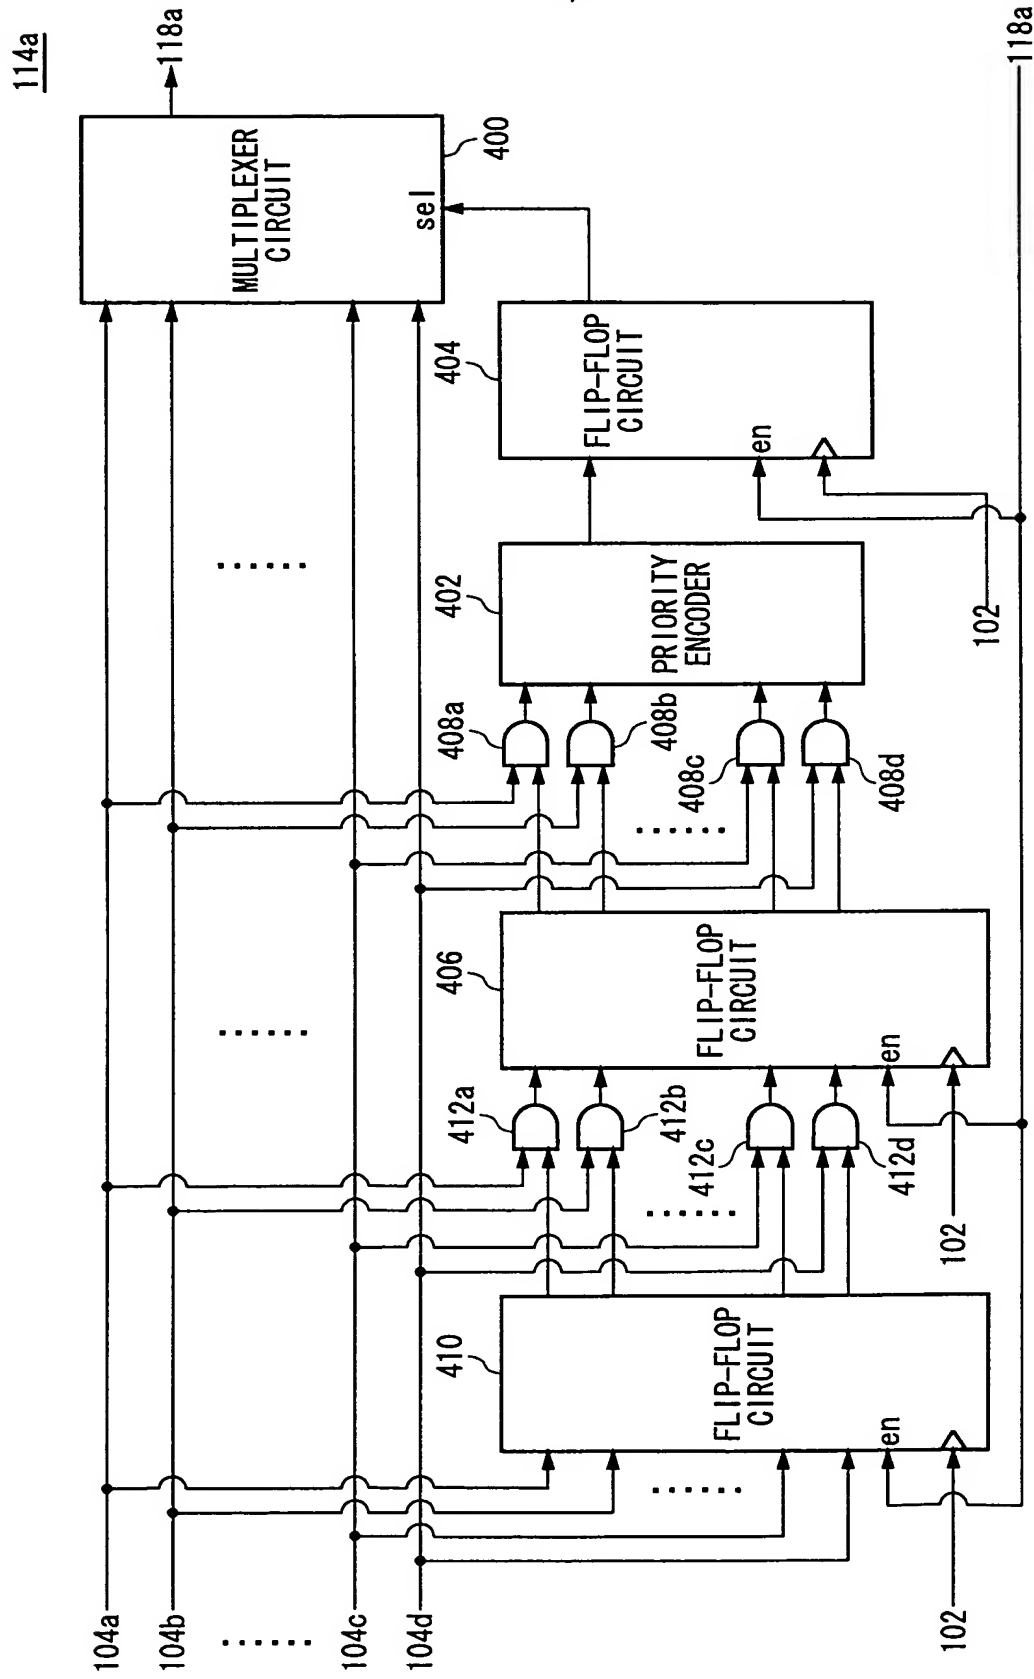 114a
118a
MULTIPLEXER
CIRCUIT
sel
400
404
FLIP-FLOP
CIRCUIT
en
102
402
PRIORITY
ENCODER
408a
408b
408c
408d
......
......
406
FLIP-FLOP
CIRCUIT
en
102
......
412a
412b
412c
412d
......
410
FLIP-FLOP
CIRCUIT
en
102
......
104a
104b
......
104c
104d
118a